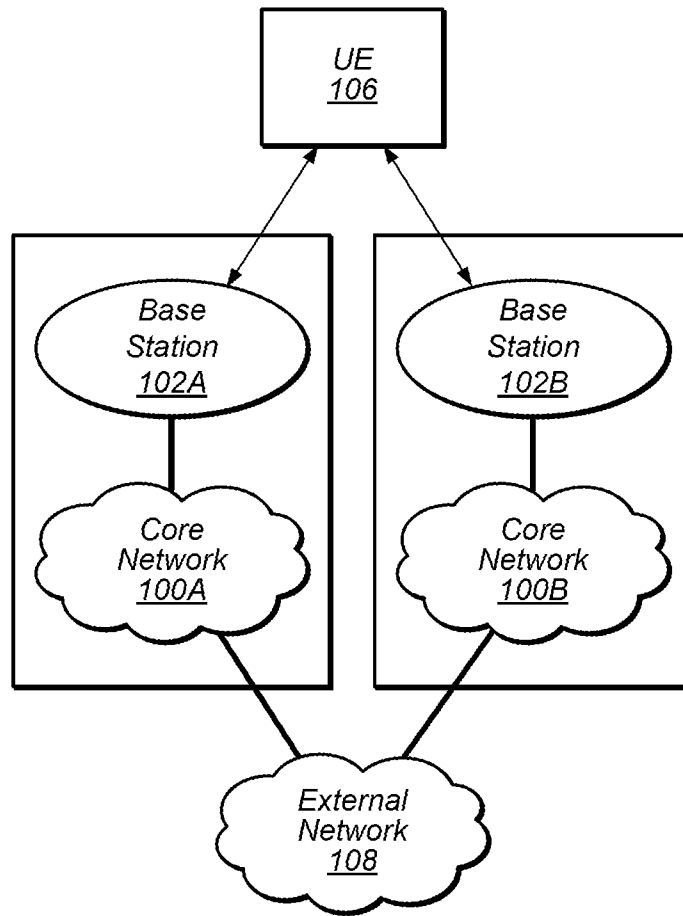 UE
106
Base
Station
102A
Base
Station
102B
Core
Network
100A
Core
Network
100B
External
Network
108